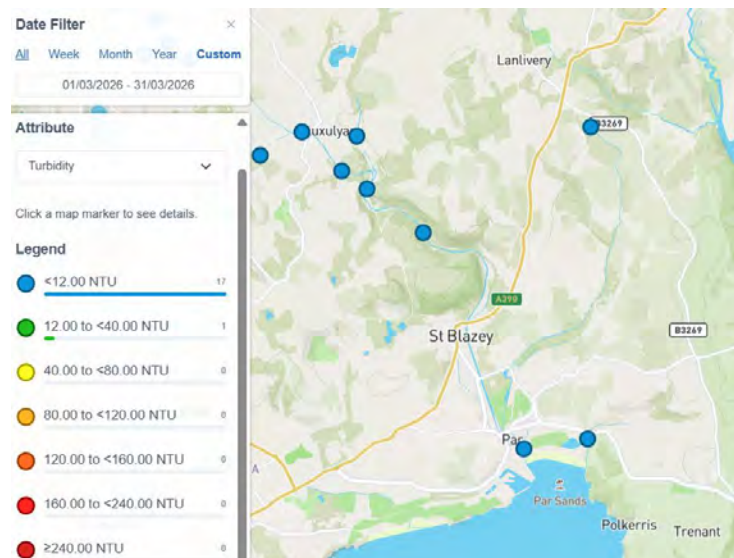 Date Filter ×
All Week Month Year Custom
01/03/2026 - 31/03/2026
Attribute
Turbidity
Click a map marker to see details.
Legend
<12.00 NTU 17
12.00 to <40.00 NTU 1
40.00 to <80.00 NTU 0
80.00 to <120.00 NTU 0
120.00 to <160.00 NTU 0
160.00 to <240.00 NTU 0
≥240.00 NTU 0
Lanlivery
uxulya
B3269
A390
St Blazey
B3269
Par
A
Par Sands
Polkerris
Trenant